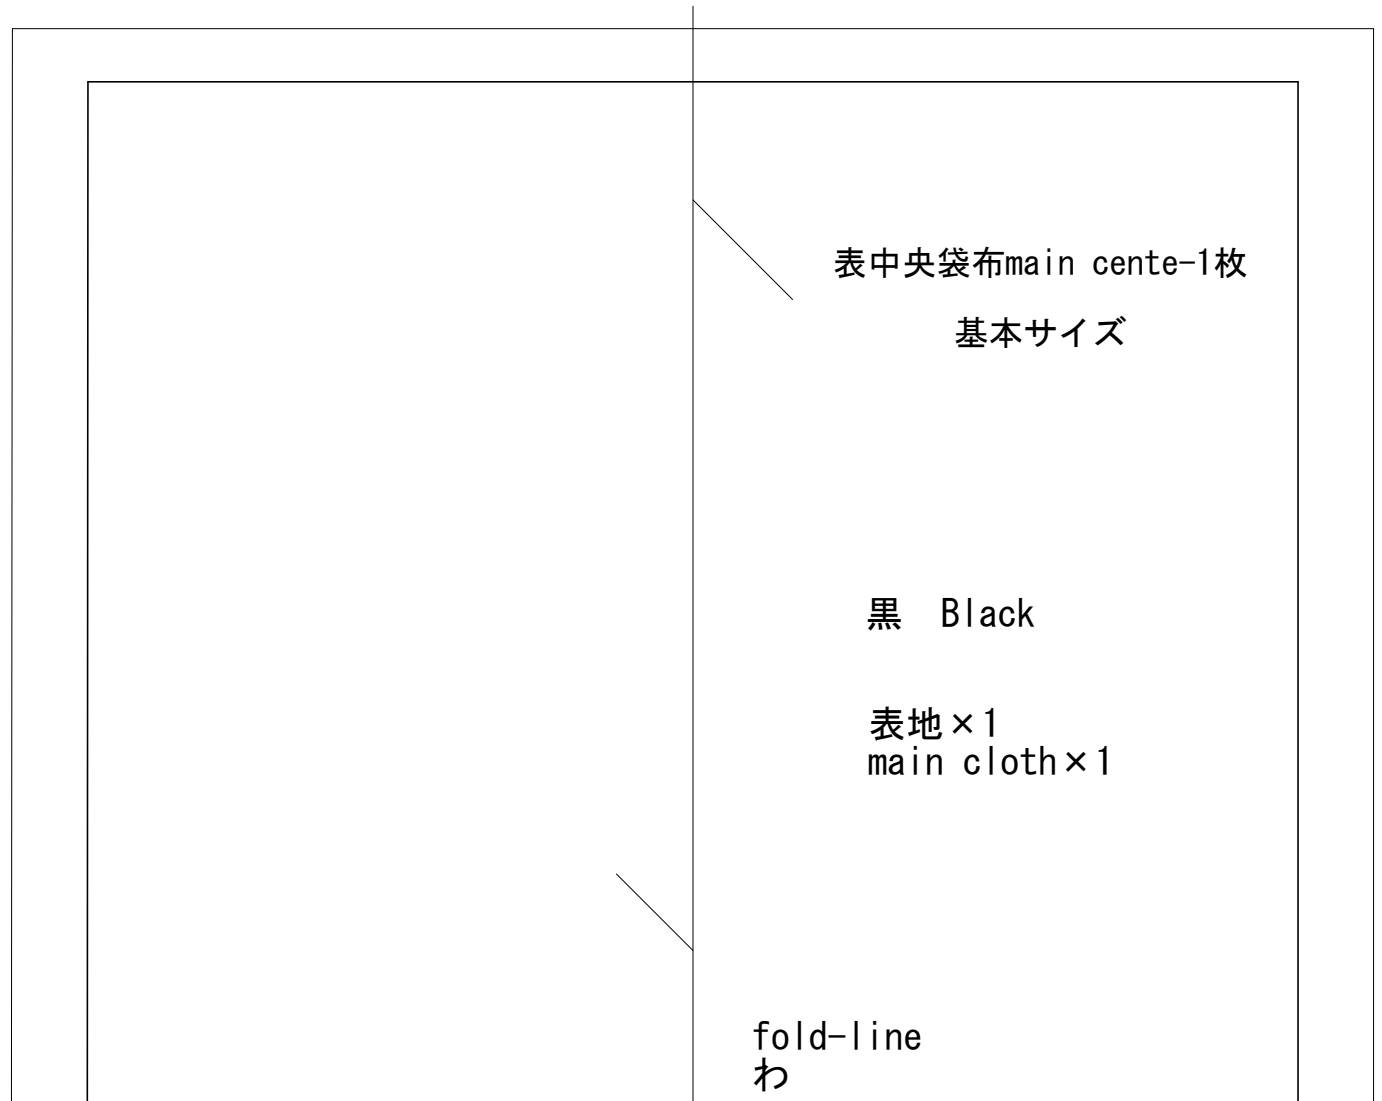 表中央袋布main cente-1枚
基本サイズ
黒　Black
表地×1
main cloth×1
fold-line
わ